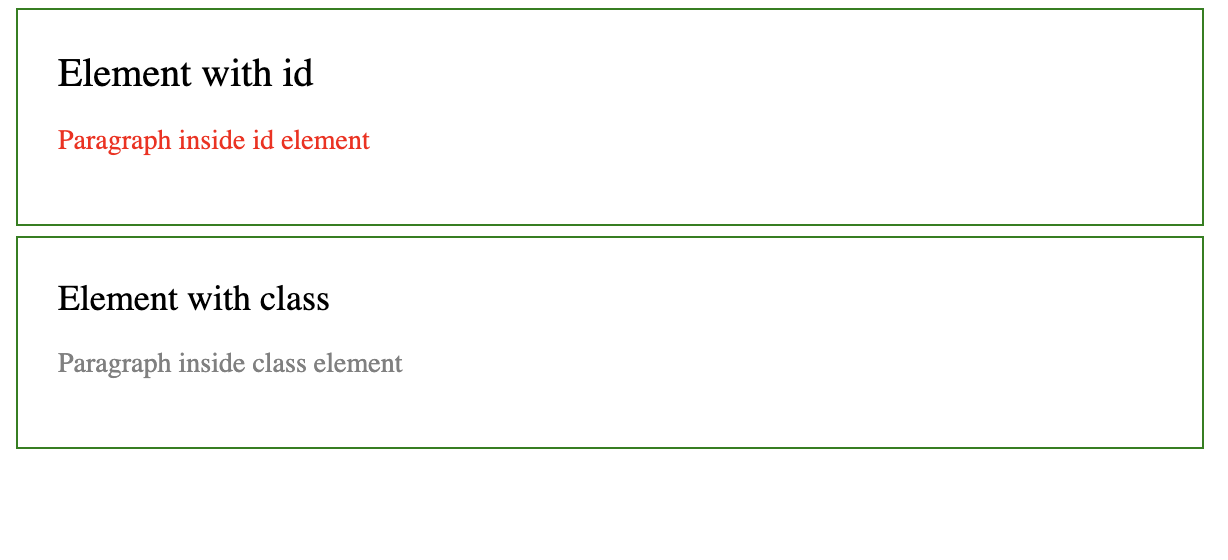 Element with id
Paragraph inside id element
Element with class
Paragraph inside class element